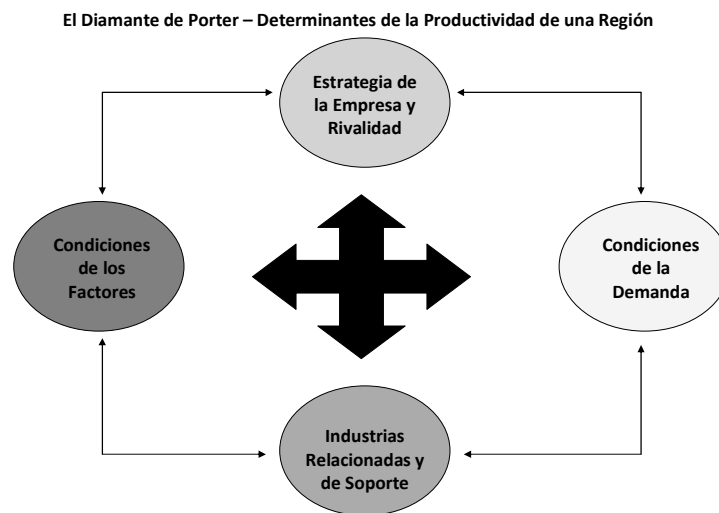 El Diamante de Porter – Determinantes de la Productividad de una Región
Estrategia de
la Empresa y
Rivalidad
Condiciones
de los
Factores
Condiciones
de la
Demanda
Industrias
Relacionadas y
de Soporte